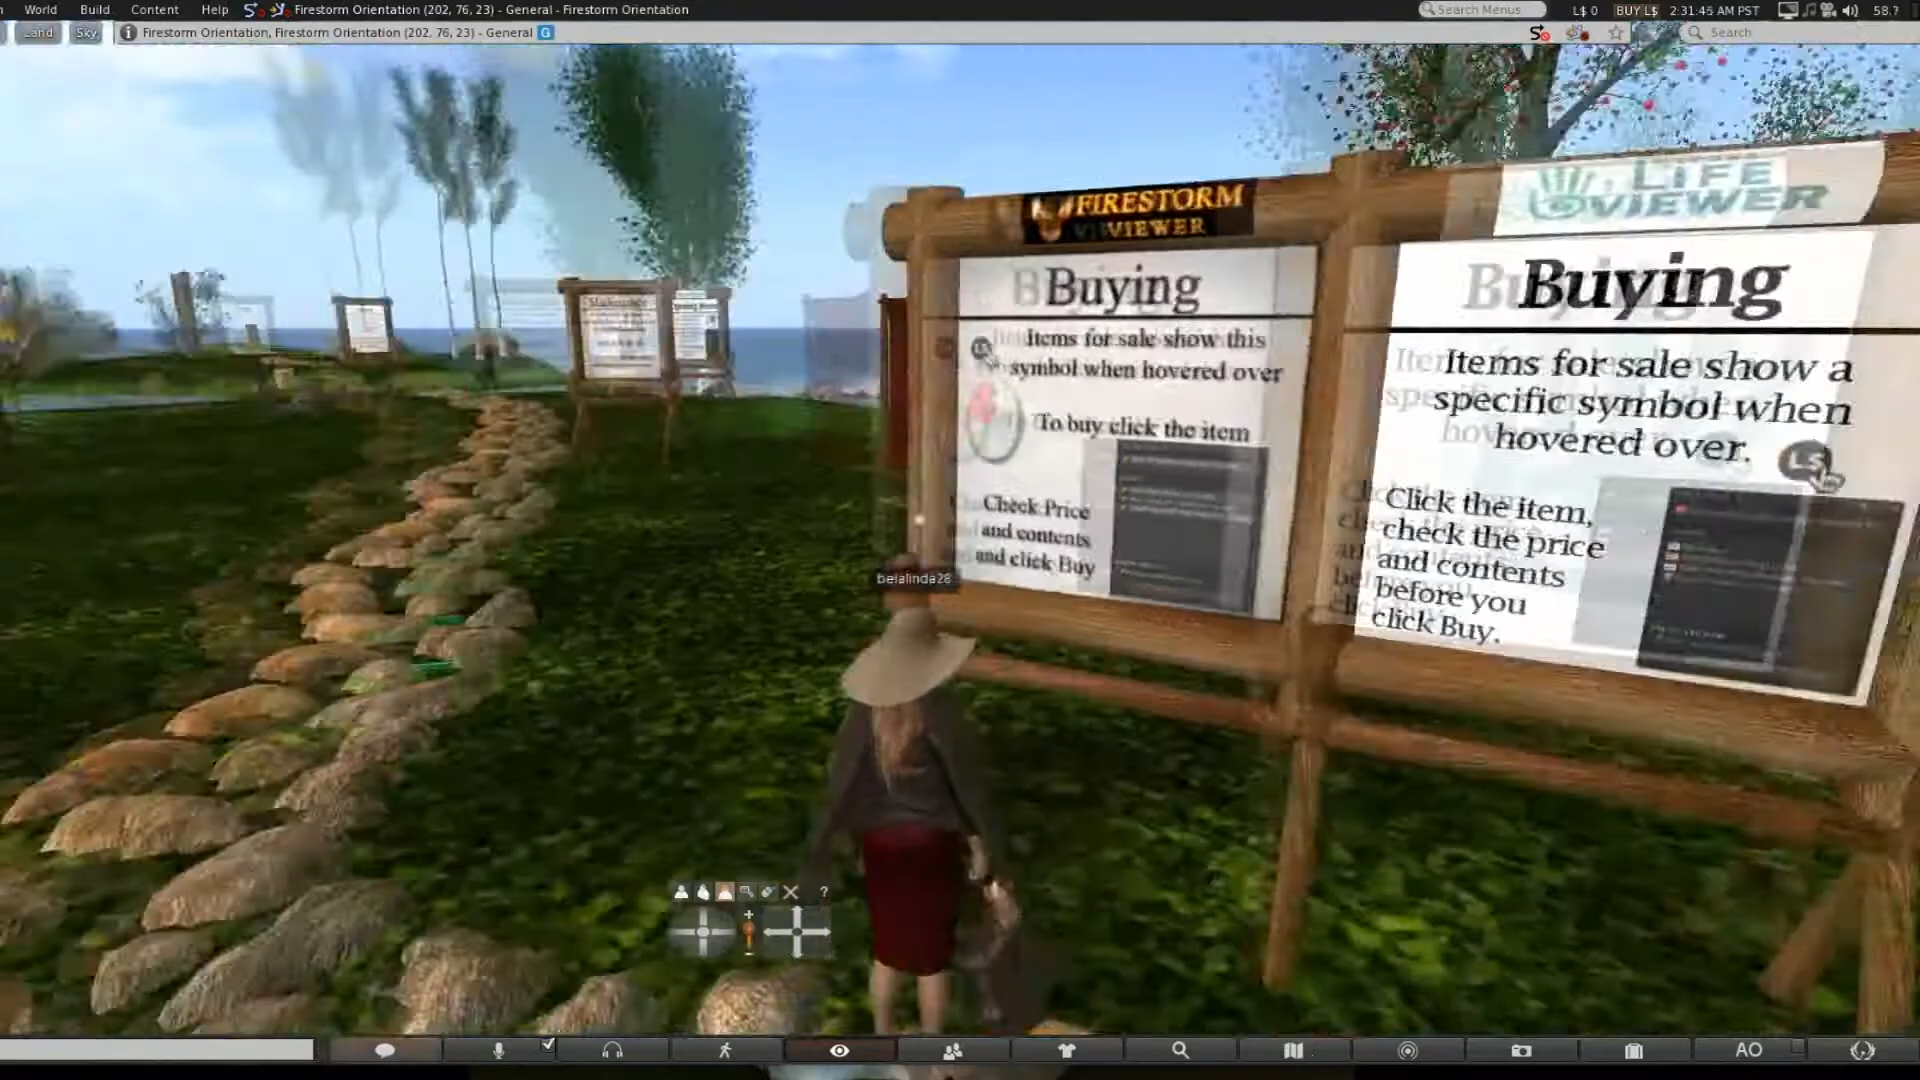 World Build Content Help Firestorm Orientation (202, 76, 23) - General - Firestorm Orientation Search Menus L$ 0 BUY L$ 2:31:45 AM PST 58.7
Land Sky Firestorm Orientation, Firestorm Orientation (202, 76, 23) - General G Search
FIRESTORM
VIEWER
Buying
Items for sale show this
symbol when hovered over
To buy click the item
Check Price
and contents
and click Buy
LIFE
VIEWER
Buying
Items for sale show a
specific symbol when
hovered over.
L$
Click the item,
check the price
and contents
before you
click Buy.
belalinda28
?
AO